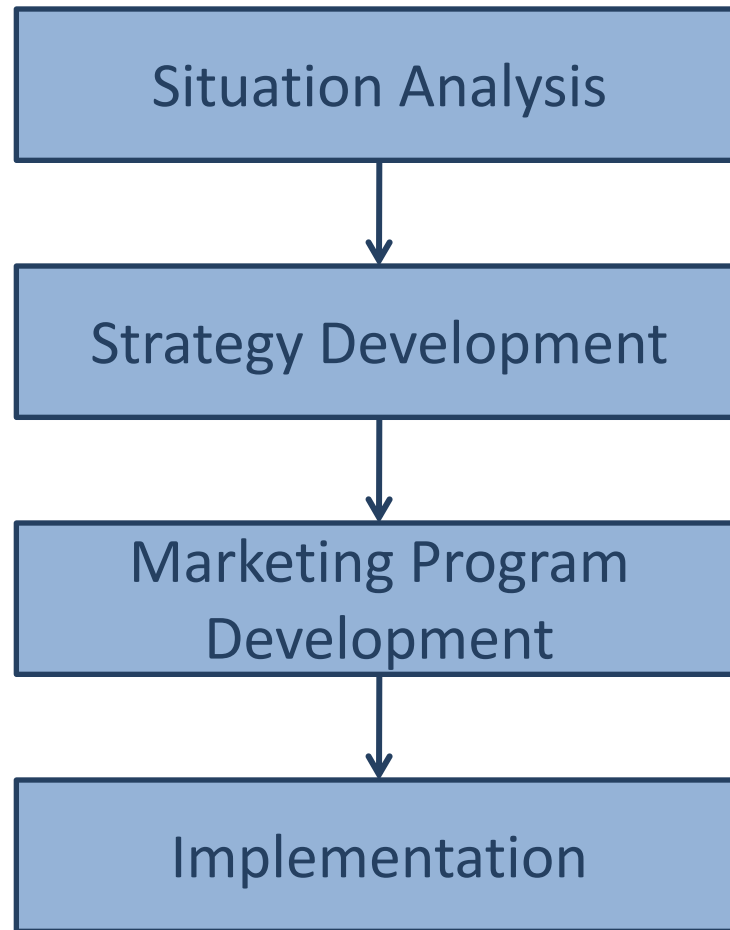 Situation Analysis
Strategy Development
Marketing Program
Development
Implementation